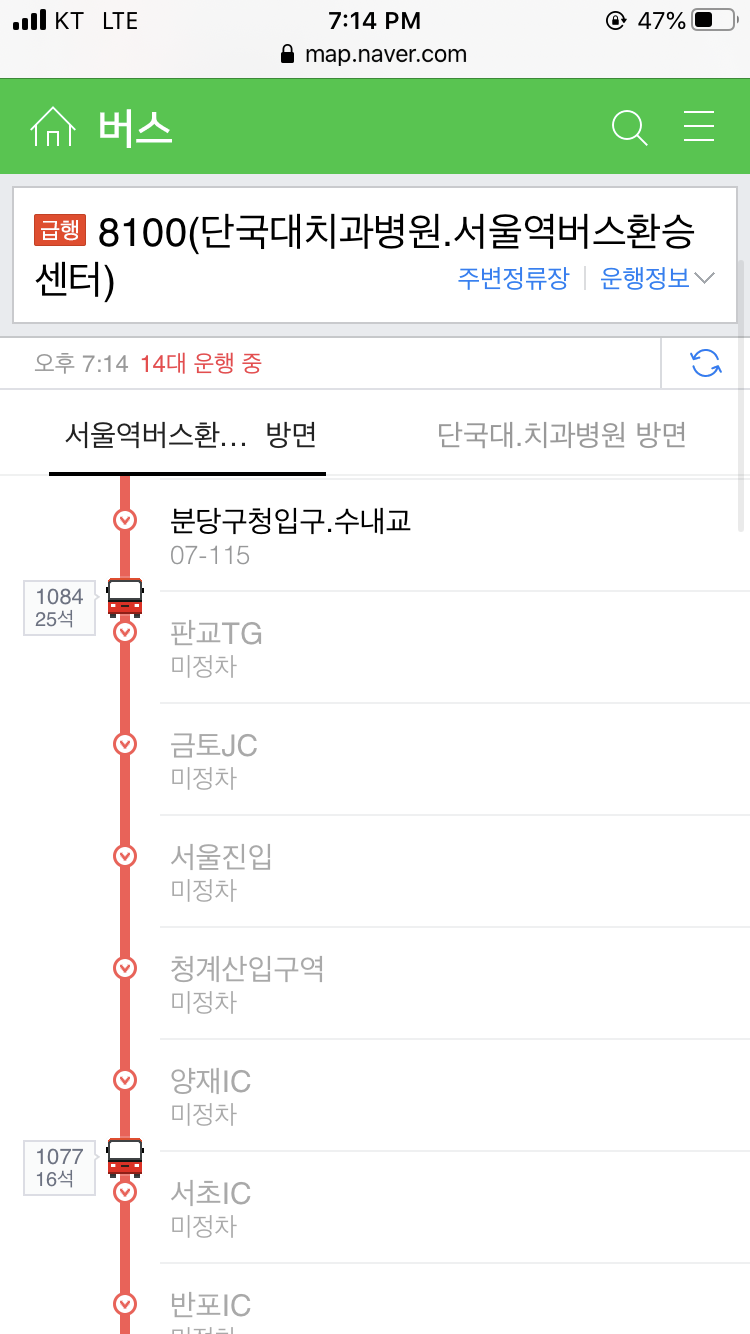 KT LTE 7:14 PM 47%
map.naver.com
버스
급행 8100(단국대치과병원.서울역버스환승
센터) 주변정류장 운행정보
오후 7:14 14대 운행 중
서울역버스환... 방면 단국대.치과병원 방면
분당구청입구.수내교
07-115
1084
25석
판교TG
미정차
금토JC
미정차
서울진입
미정차
청계산입구역
미정차
양재IC
미정차
1077
16석
서초IC
미정차
반포IC
미정차